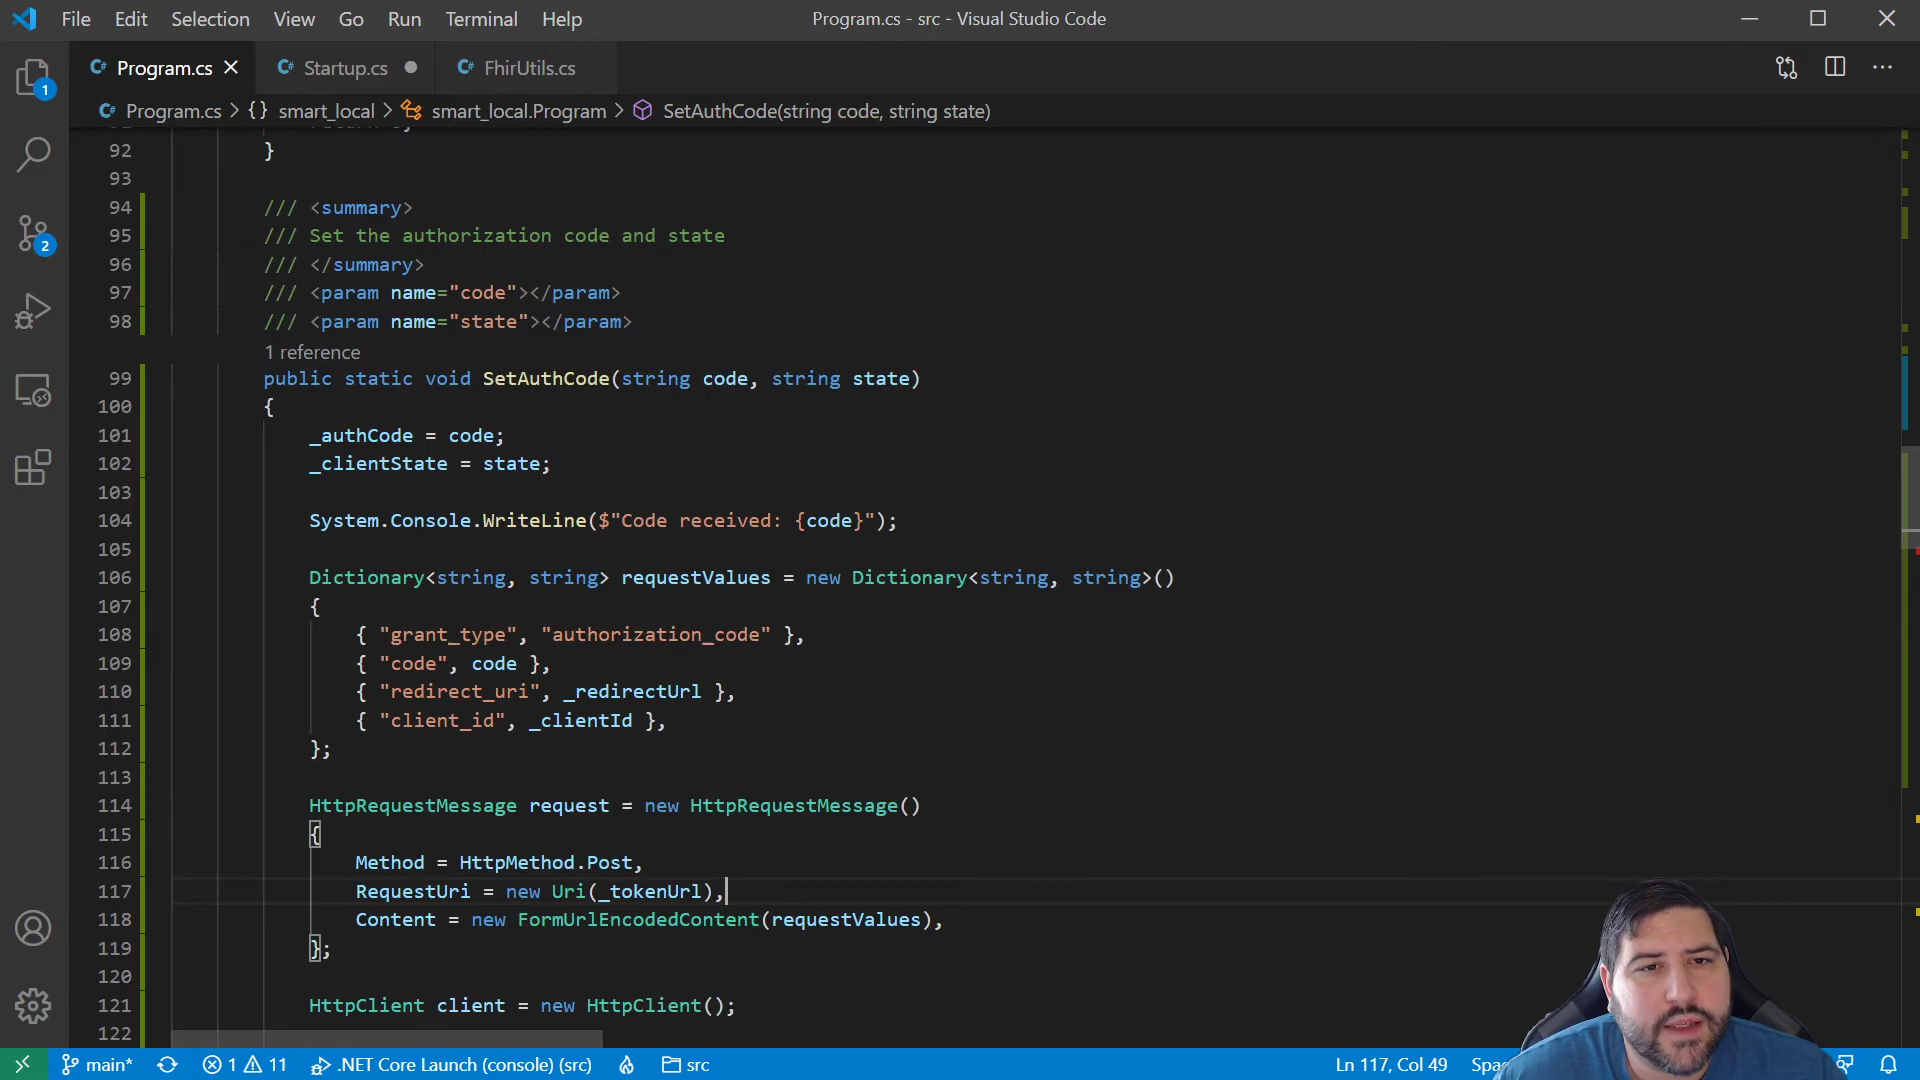 File Edit Selection View Go Run Terminal Help Program.cs - src - Visual Studio Code
C# Program.cs C# Startup.cs C# FhirUtils.cs
C# Program.cs > {} smart_local > smart_local.Program > SetAuthCode(string code, string state)
92 }
93
94 /// <summary>
95 /// Set the authorization code and state
96 /// </summary>
97 /// <param name="code"></param>
98 /// <param name="state"></param>
1 reference
99 public static void SetAuthCode(string code, string state)
100 {
101 _authCode = code;
102 _clientState = state;
103
104 System.Console.WriteLine($"Code received: {code}");
105
106 Dictionary<string, string> requestValues = new Dictionary<string, string>()
107 {
108 { "grant_type", "authorization_code" },
109 { "code", code },
110 { "redirect_uri", _redirectUrl },
111 { "client_id", _clientId },
112 };
113
114 HttpRequestMessage request = new HttpRequestMessage()
115 {
116 Method = HttpMethod.Post,
117 RequestUri = new Uri(_tokenUrl),
118 Content = new FormUrlEncodedContent(requestValues),
119 };
120
121 HttpClient client = new HttpClient();
122
1
2
main* 1 11 .NET Core Launch (console) (src) src Ln 117, Col 49